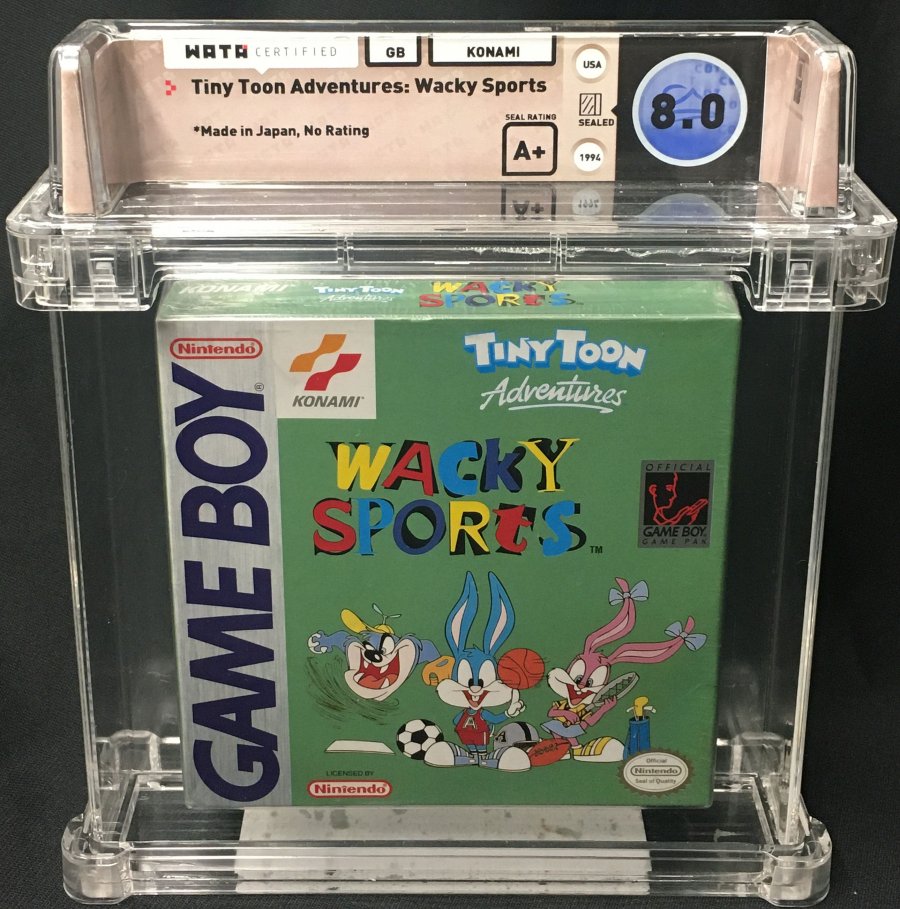 WATA CERTIFIED
GB
KONAMI
USA
Tiny Toon Adventures: Wacky Sports
*Made in Japan, No Rating
SEAL RATING
A+
SEALED
1994
8.0
KONAMI
TINY TOON
Adventures
WACKY
SPORTS
Nintendo
GAME BOY
®
KONAMI
TINY TOON
Adventures
WACKY
SPORTS
TM
OFFICIAL
GAME BOY
GAME PAK
A
LICENSED BY
Nintendo
Official
Nintendo
Seal of Quality